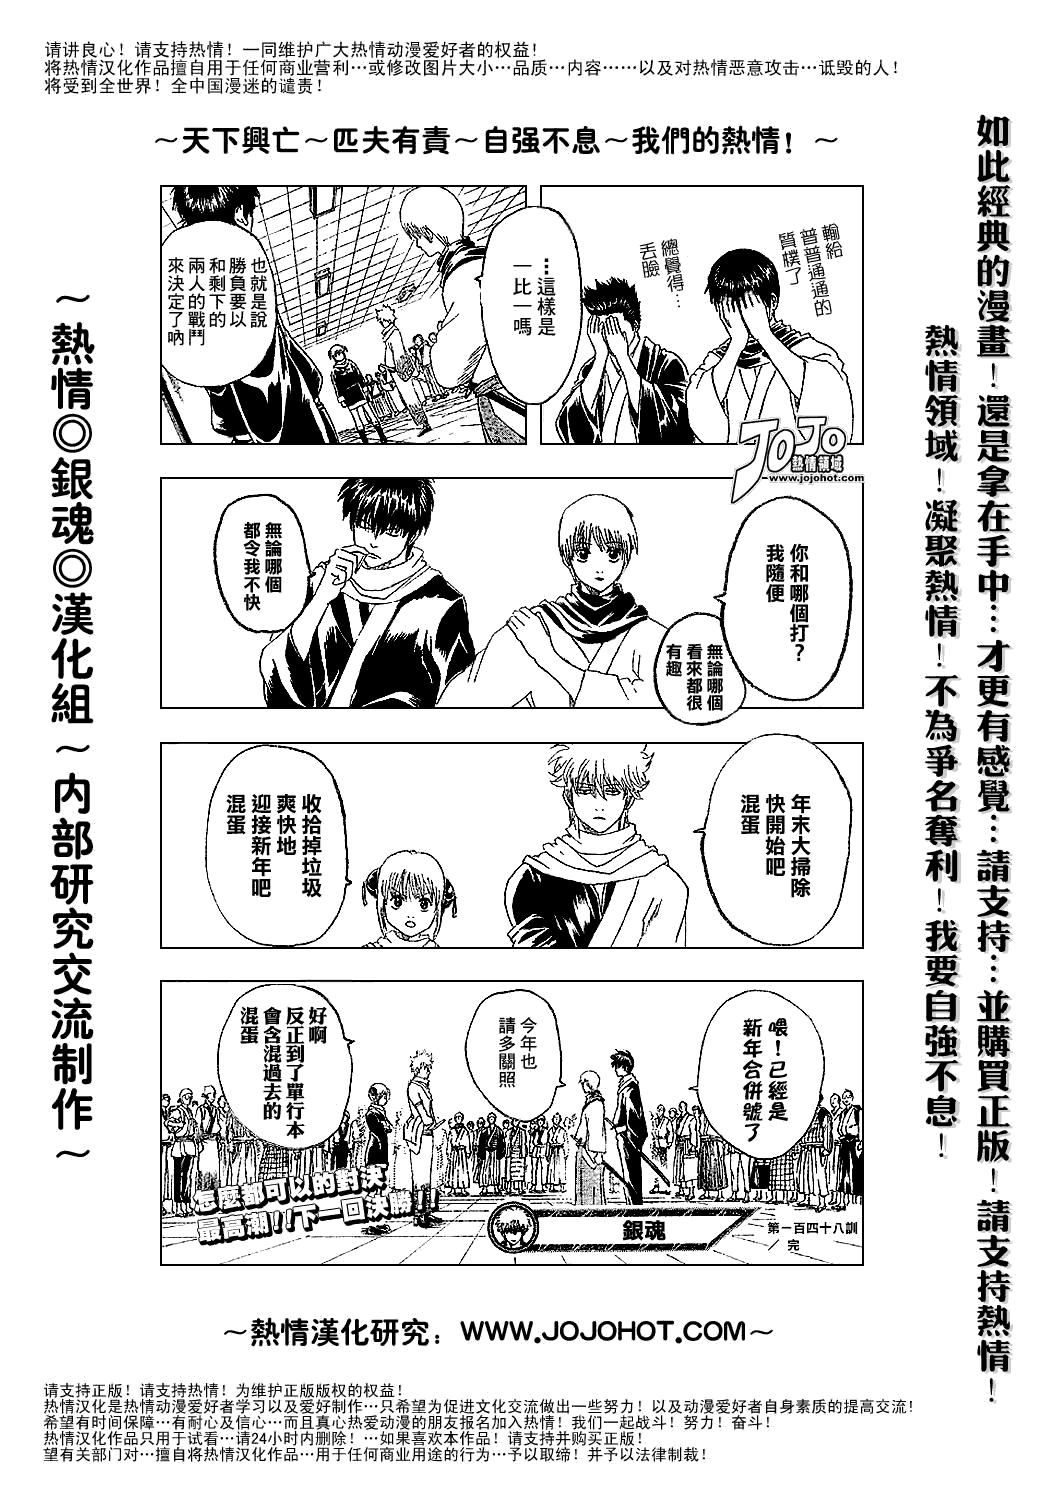 请讲良心！请支持热情！一同维护广大热情动漫爱好者的权益！
将热情汉化作品擅自用于任何商业营利…或修改图片大小…品质…内容……以及对热情恶意攻击…诋毁的人！
将受到全世界！全中国漫迷的谴责！
～天下興亡～匹夫有責～自强不息～我們的熱情！～
如此經典的漫畫！還是拿在手中…才更有感覺…請支持…並購買正版！請支持熱情！
熱情領域！凝聚熱情！不為爭名奪利！我要自強不息！
輸給
普普通通的
質樸了
總覺得…
丟臉
…這樣是
一比一嗎
也就是說
勝負要以
和剩下的
兩人的戰鬥
來決定了吶
JOJO
熱情領域
www.jojohot.com
你和哪個打？
我隨便
無論哪個
看來都很
有趣
無論哪個
都令我不快
年末大掃除
快開始吧
混蛋
收拾掉垃圾
爽快地
迎接新年吧
混蛋
喂！已經是
新年合併號了
今年也
請多關照
好啊
反正到了單行本
會含混過去的
混蛋
怎麼都可以的對決
最高潮!!下一回決勝!!
銀魂
第一百四十八訓
／完
～熱情◎銀魂◎漢化組～内部研究交流制作～
～熱情漢化研究：WWW.JOJOHOT.COM～
请支持正版！请支持热情！为维护正版版权的权益！
热情汉化是热情动漫爱好者学习以及爱好制作…只希望为促进文化交流做出一些努力！以及动漫爱好者自身素质的提高交流！
希望有时间保障…有耐心及信心…而且真心热爱动漫的朋友报名加入热情！我们一起战斗！努力！奋斗！
热情汉化作品只用于试看…请24小时内删除！…如果喜欢本作品！请支持并购买正版！
望有关部门对…擅自将热情汉化作品…用于任何商业用途的行为…予以取缔！并予以法律制裁！